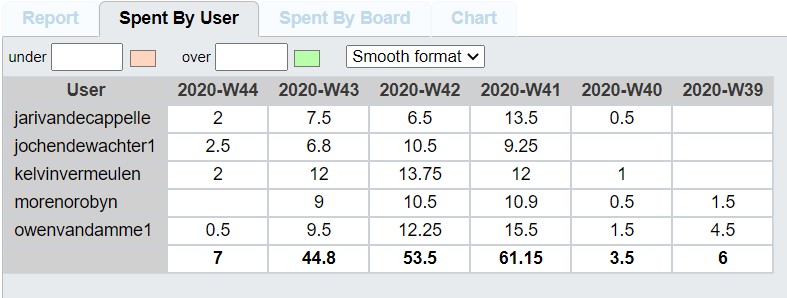 Report Spent By User Spent By Board Chart
under over Smooth format
User 2020-W44 2020-W43 2020-W42 2020-W41 2020-W40 2020-W39
jarivandecappelle 2 7.5 6.5 13.5 0.5
jochendewachter1 2.5 6.8 10.5 9.25
kelvinvermeulen 2 12 13.75 12 1
morenorobyn 9 10.5 10.9 0.5 1.5
owenvandamme1 0.5 9.5 12.25 15.5 1.5 4.5
7 44.8 53.5 61.15 3.5 6